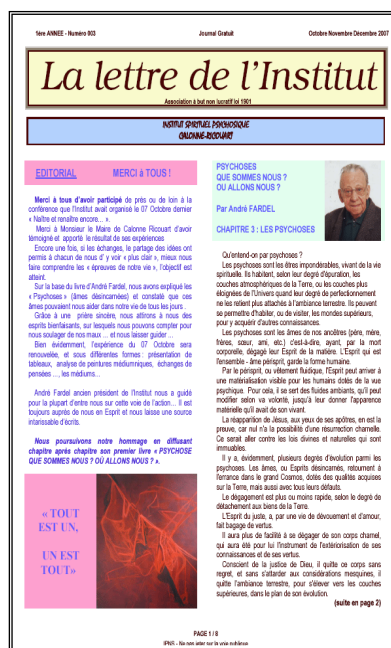 1ère ANNEE - Numéro 003
Journal Gratuit
Octobre Novembre Décembre 2007
La lettre de l'Institut
Association à but non lucratif loi 1901
INSTITUT SPIRITUEL PSYCHOSIQUE
CALONNE-RICOUART
EDITORIAL MERCI à TOUS !
Merci à tous d'avoir participé de près ou de loin à la
conférence que l'Institut avait organisé le 07 Octobre dernier
« Naître et renaître encore… ».
Merci à Monsieur le Maire de Calonne Ricouart d'avoir
témoigné et apporté le résultat de ses expériences
Encore une fois, si les échanges, le partage des idées ont
permis à chacun de nous d' y voir « plus clair », mieux nous
faire comprendre les « épreuves de notre vie », l'objectif est
atteint.
Sur la base du livre d'André Fardel, nous avons expliqué les
« Psychoses » (âmes désincarnées) et constaté que ces
âmes pouvaient nous aider dans notre vie de tous les jours.
Grâce à une prière sincère, nous attirons à nous des
esprits bienfaisants, sur lesquels nous pouvons compter pour
nous soulager de nos maux … et nous laisser guider …
Bien évidemment, l'expérience du 07 Octobre sera
renouvelée, et sous différentes formes : présentation de
tableaux, analyse de peintures médiumniques, échanges de
pensées …, les médiums…
André Fardel ancien président de l'Institut nous a guidé
pour la plupart d'entre nous sur cette voie de l'action… Il est
toujours auprès de nous en Esprit et nous laisse une source
intarissable d'écrits.
Nous poursuivons notre hommage en diffusant
chapitre après chapitre son premier livre « PSYCHOSE
QUE SOMMES NOUS ? OÙ ALLONS NOUS ? ».
« TOUT
EST UN,
UN EST
TOUT»
PSYCHOSES
QUE SOMMES NOUS ?
OU ALLONS NOUS ?
Par André FARDEL
CHAPITRE 3 : LES PSYCHOSES
Qu'entend-on par psychoses ?
Les psychoses sont les êtres impondérables, vivant de la vie
spirituelle. Ils habitent, selon leur degré d'épuration, les
couches atmosphériques de la Terre, ou les couches plus
éloignées de l'Univers quand leur degré de perfectionnement
ne les retient plus attachés à l'ambiance terrestre. Ils peuvent
se permettre d'habiter, ou de visiter, les mondes supérieurs,
pour y acquérir d'autres connaissances.
Les psychoses sont les âmes de nos ancêtres (père, mère,
frères, sœur, ami, etc.) c'est-à-dire, ayant, par la mort
corporelle, dégagé leur Esprit de la matière. L'Esprit qui est
l'ensemble - âme périsprit, garde la forme humaine.
Par le périsprit, ou vêtement fluidique, l'Esprit peut arriver à
une matérialisation visible pour les humains dotés de la vue
psychique. Pour cela, il se sert des fluides ambiants, qu'il peut
modifier selon sa volonté, jusqu'à leur donner l'apparence
matérielle qu'il avait de son vivant.
La réapparition de Jésus, aux yeux de ses apôtres, en est la
preuve, car nul n'a la possibilité d'une résurrection charnelle.
Ce serait aller contre les lois divines et naturelles qui sont
immuables.
Il y a, évidemment, plusieurs degrés d'évolution parmi les
psychoses. Les âmes, ou Esprits désincarnés, retournent à
l'errance dans le grand Cosmos, dotés des qualités acquises
sur la Terre, mais aussi avec tous leurs défauts.
Le dégagement est plus ou moins rapide, selon le degré de
détachement aux biens de la Terre.
L'Esprit du juste, a, par une vie de dévouement et d'amour,
fait bagage de vertus.
Il aura plus de facilité à se dégager de son corps charnel,
qui aura été pour lui l'instrument de l'extériorisation de ses
connaissances et de ses vertus.
Conscient de la justice de Dieu, il quitte ce corps sans
regret, et sans s'attarder aux considérations mesquines, il
quitte l'ambiance terrestre, pour s'élever vers les couches
supérieures, dans le plan de son évolution.
(suite en page 2)
PAGE 1 / 8
IPNS - Ne pas jeter sur la voie publique